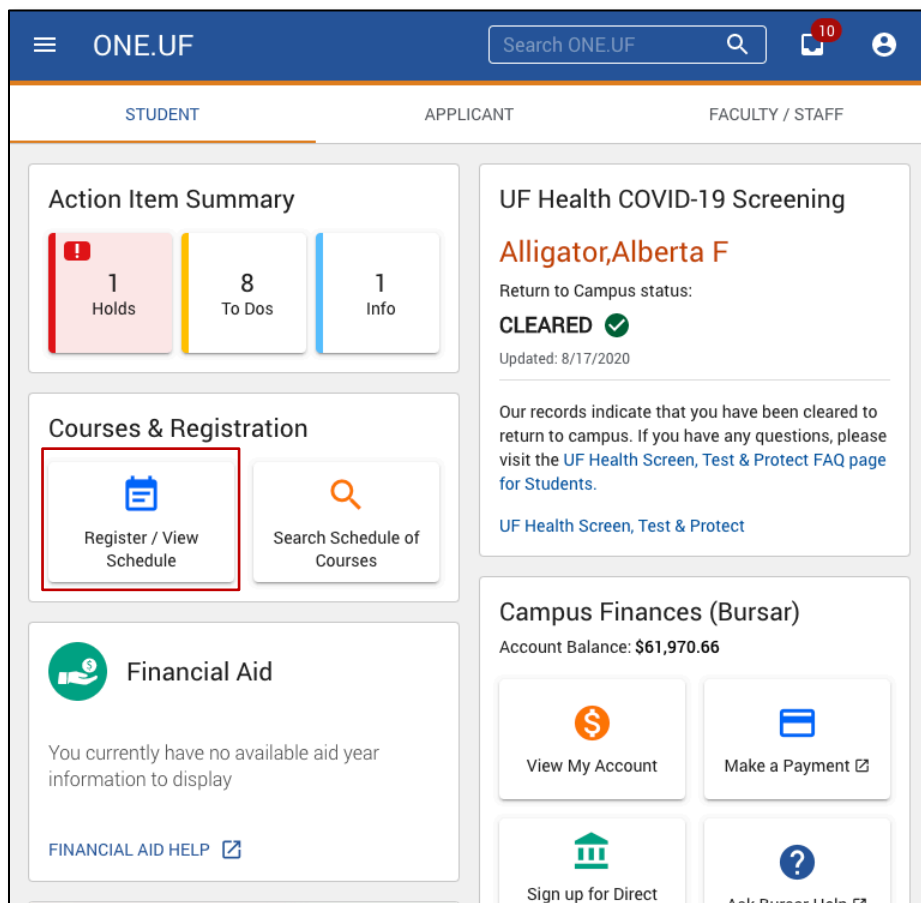 ONE.UF
Search ONE.UF
10
STUDENT
APPLICANT
FACULTY / STAFF
Action Item Summary
!
1
Holds
8
To Dos
1
Info
Courses & Registration
Register / View
Schedule
Search Schedule of
Courses
$
Financial Aid
You currently have no available aid year
information to display
FINANCIAL AID HELP
UF Health COVID-19 Screening
Alligator,Alberta F
Return to Campus status:
CLEARED
Updated: 8/17/2020
Our records indicate that you have been cleared to
return to campus. If you have any questions, please
visit the UF Health Screen, Test & Protect FAQ page
for Students.
UF Health Screen, Test & Protect
Campus Finances (Bursar)
Account Balance: $61,970.66
$
View My Account
Make a Payment
Sign up for Direct
?
Ask Bursar Help